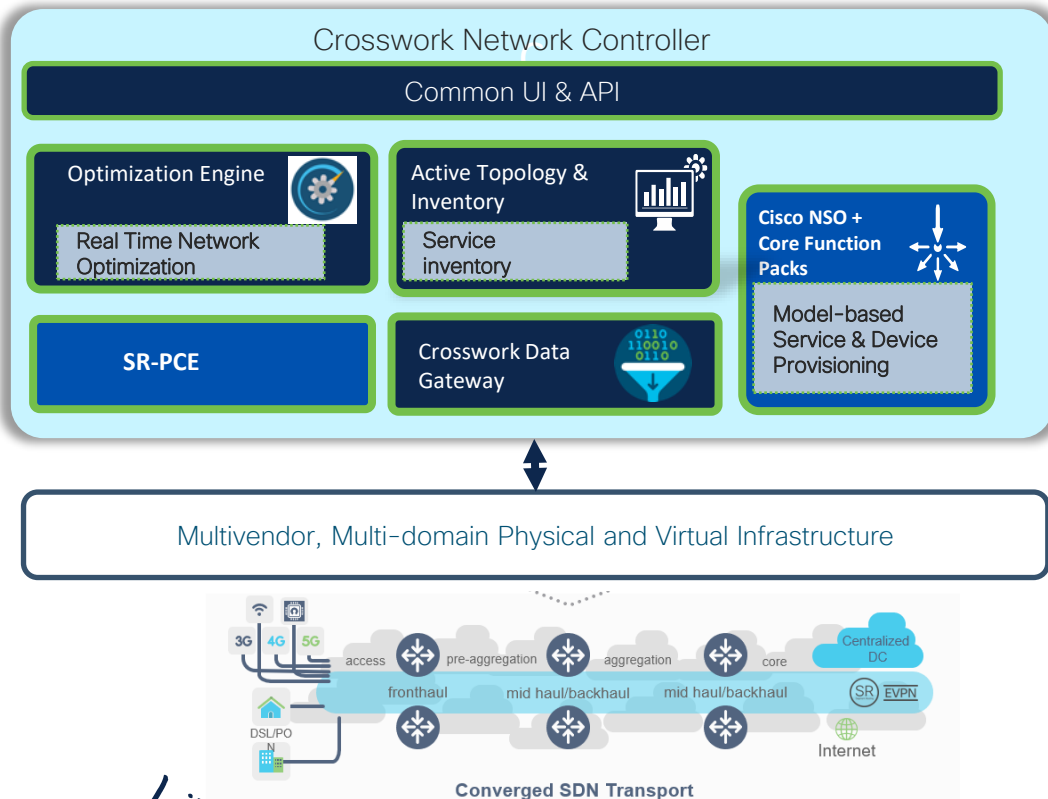 Crosswork Network Controller
Common UI & API
Optimization Engine
Real Time Network
Optimization
Active Topology &
Inventory
Service
inventory
Cisco NSO +
Core Function
Packs
Model-based
Service & Device
Provisioning
SR-PCE
Crosswork Data
Gateway
0110
110010
0110
Multivendor, Multi-domain Physical and Virtual Infrastructure
3G 4G 5G
access pre-aggregation aggregation core
Centralized
DC
fronthaul mid haul/backhaul mid haul/backhaul
SR EVPN
DSL/PO
N
Internet
Converged SDN Transport